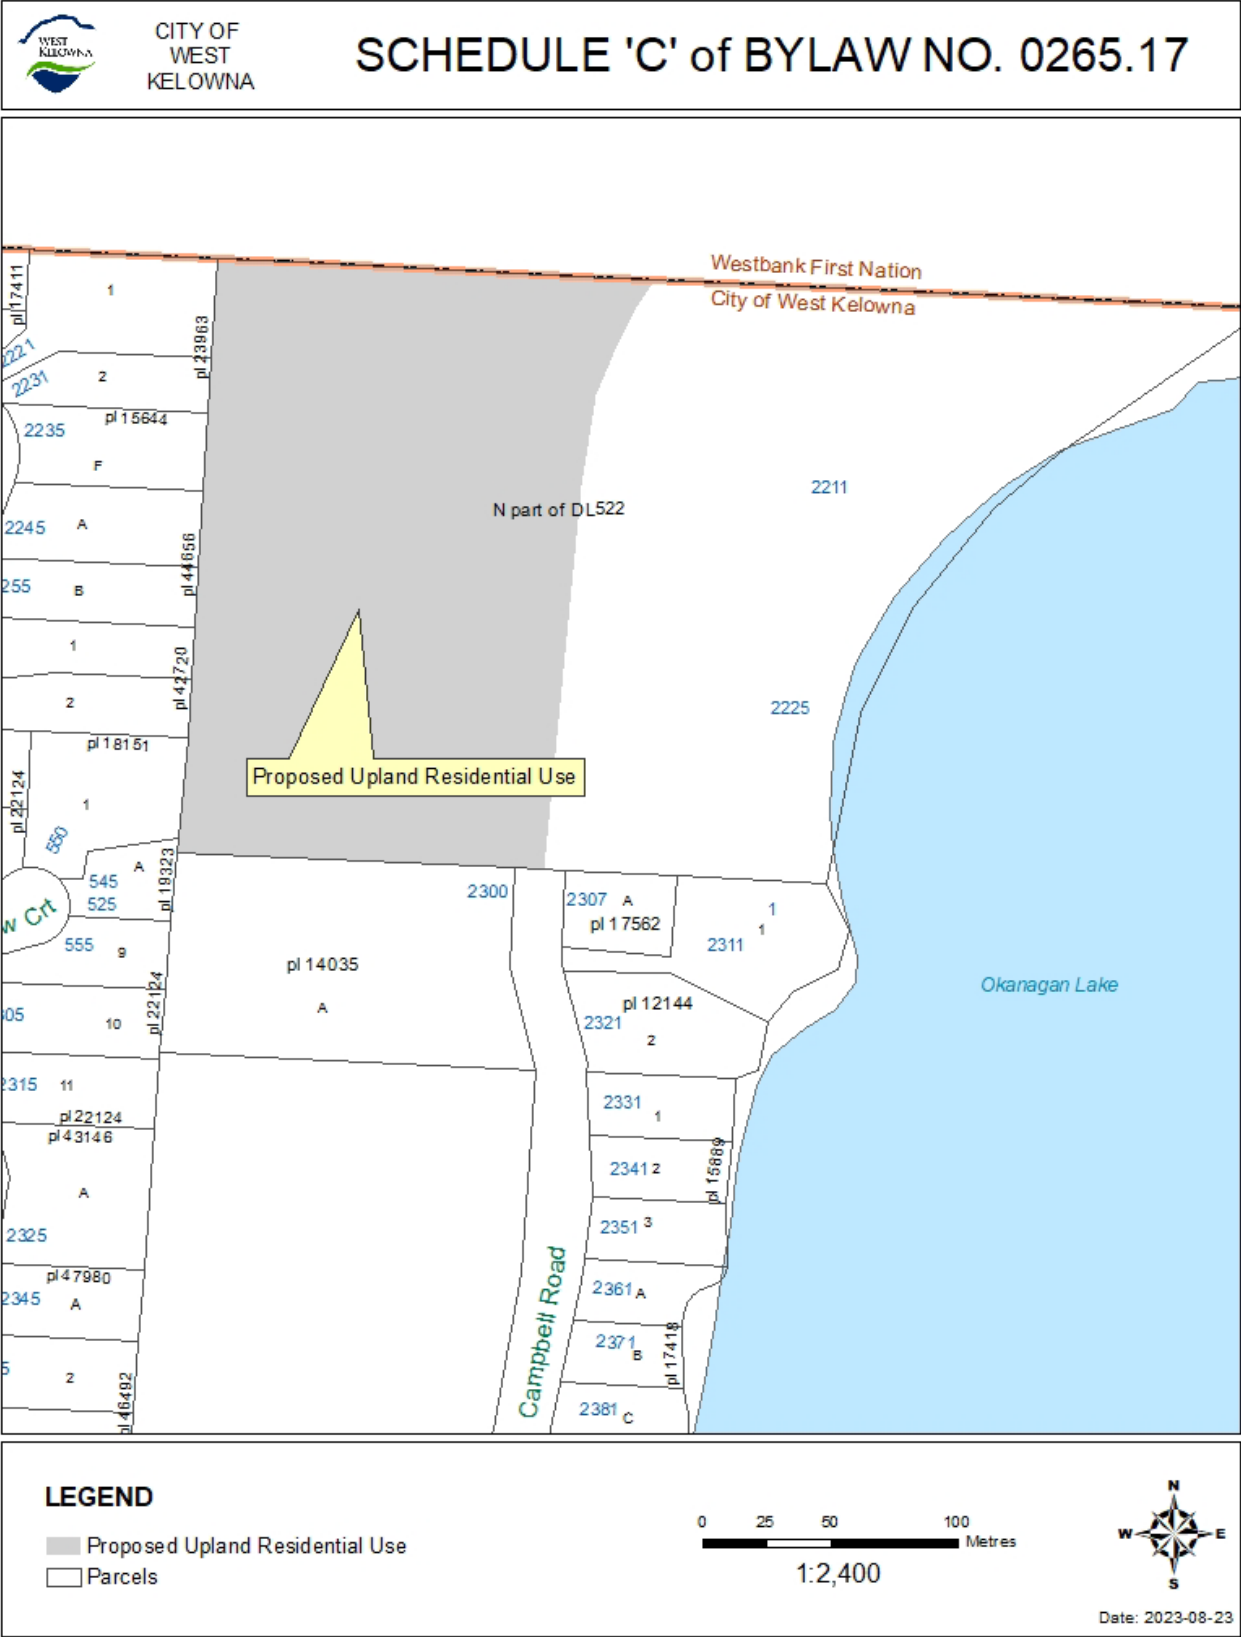 WEST
KELOWNA
CITY OF
WEST
KELOWNA
SCHEDULE 'C' of BYLAW NO. 0265.17
Westbank First Nation
City of West Kelowna
pl 17411
1
pl 23963
2221
2231
2
pl 15644
2235
F
2211
N part of DL522
2245
A
pl 44656
255
B
1
pl 42720
2
2225
pl 18151
Proposed Upland Residential Use
pl 22124
1
550
A
pl 19323
545
525
2300
2307
A
pl 17562
1
1
2311
w Crt
555
9
pl 14035
A
Okanagan Lake
pl 22124
305
10
pl 12144
2321
2
2315
11
pl 22124
pl 43146
2331
1
A
2341
2
pl 15889
2325
2351
3
pl 47980
2345
A
2361
A
Campbell Road
2371
B
pl 17418
5
2
pl 46492
2381
C
LEGEND
Proposed Upland Residential Use
Parcels
0 25 50 100
Metres
1:2,400
N
W E
S
Date: 2023-08-23